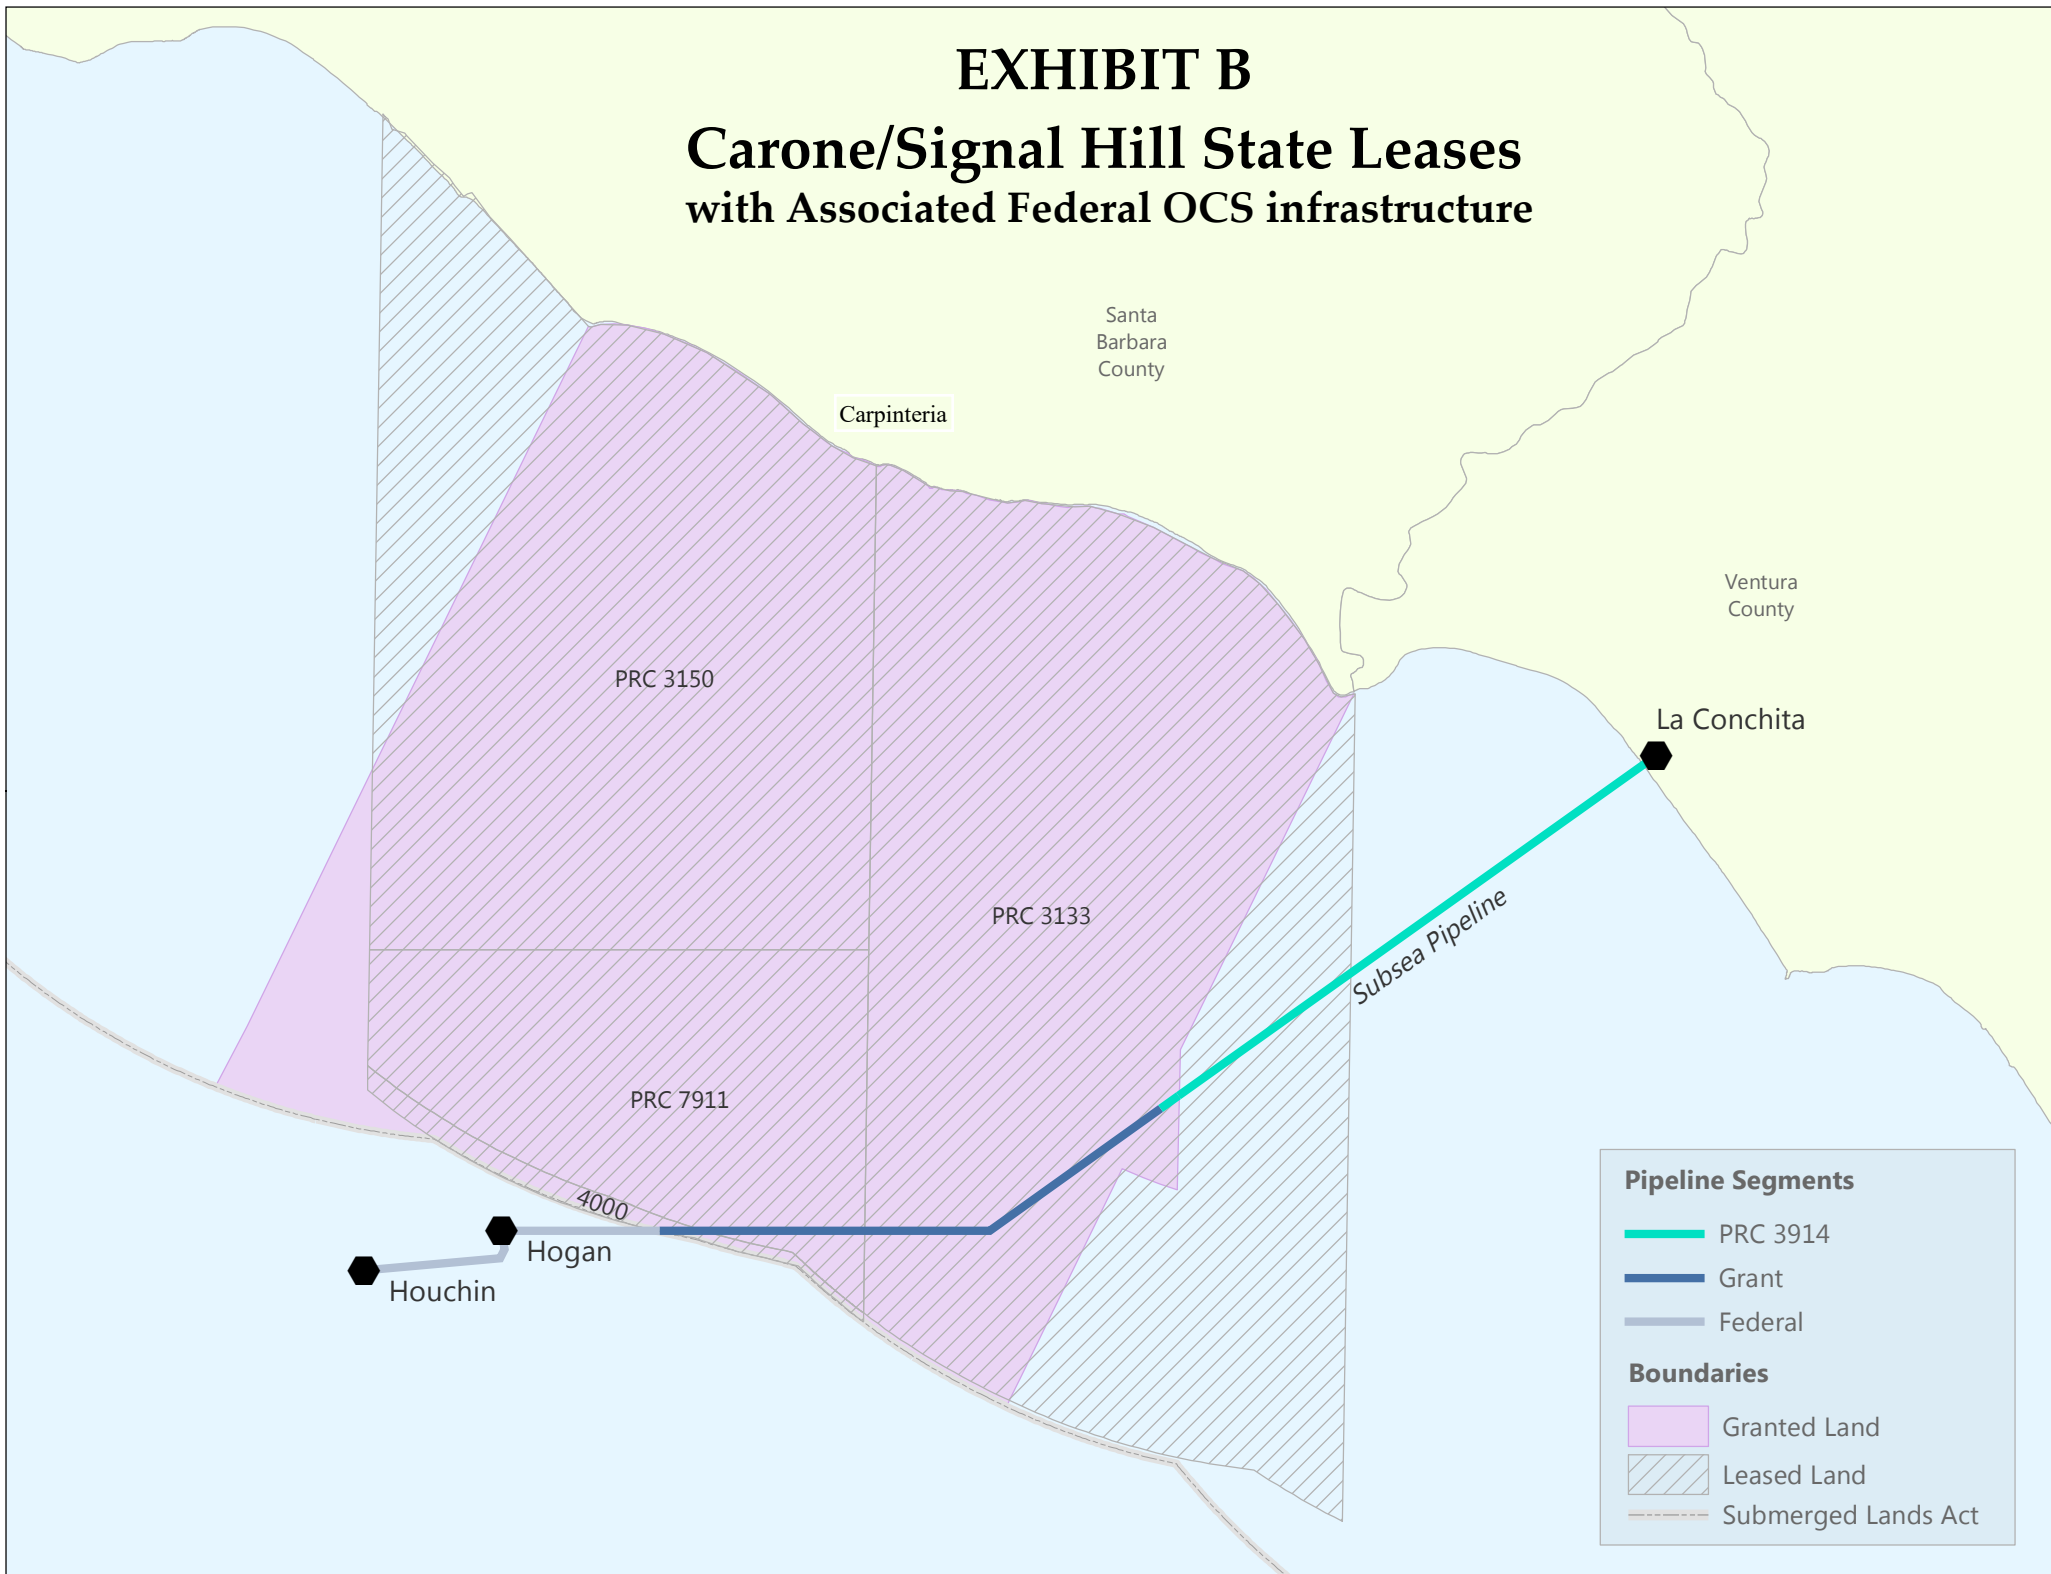 EXHIBIT B
Carone/Signal Hill State Leases
with Associated Federal OCS infrastructure
Santa
Barbara
County
Carpinteria
Ventura
County
PRC 3150
La Conchita
PRC 3133
Subsea Pipeline
PRC 7911
4000
Hogan
Houchin
Pipeline Segments
PRC 3914
Grant
Federal
Boundaries
Granted Land
Leased Land
Submerged Lands Act